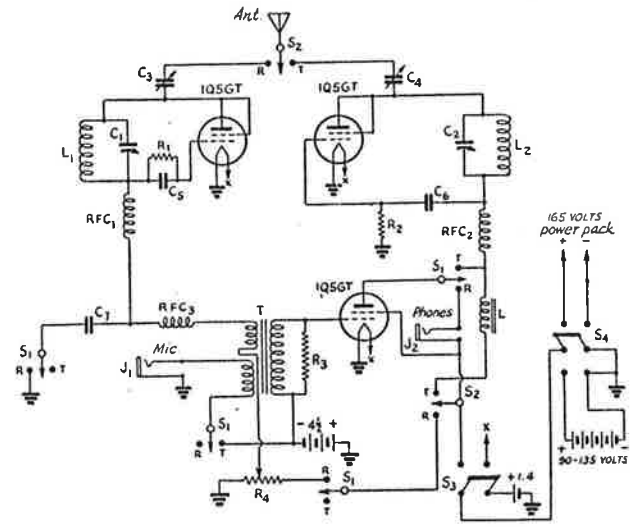 Ant.
S2
R T
C3
C4
1Q5GT
1Q5GT
L1
C1
R1
C5
C2
L2
C6
R2
x
x
RFC1
RFC2
165 VOLTS
power pack
+ -
1Q5GT
S1
T
R
C7
RFC3
T
R3
x
Phones
J2
L
S4
S1
R T
Mic
J1
T
S2
R
S1
R T
- 4½ +
x
+ -
90-135 VOLTS
R4
R
S1
T
S3
+1.4